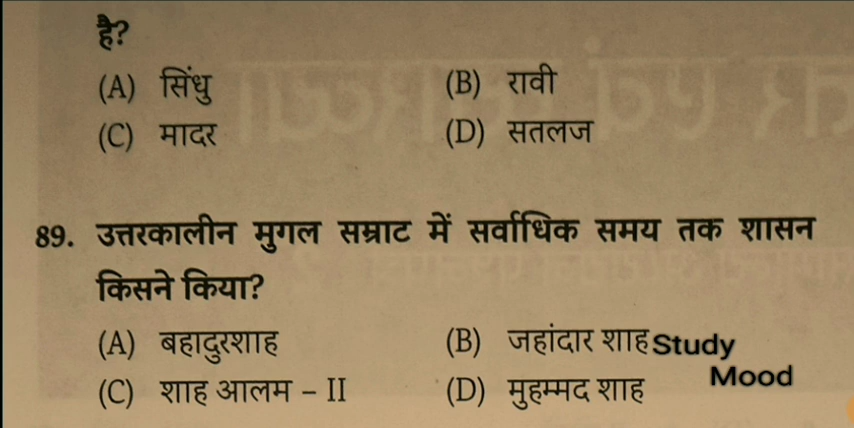 है?
(A) सिंधु (B) रावी
(C) मादर (D) सतलज
89. उत्तरकालीन मुगल सम्राट में सर्वाधिक समय तक शासन
किसने किया?
(A) बहादुरशाह (B) जहांदार शाह Study
Mood
(C) शाह आलम – II (D) मुहम्मद शाह